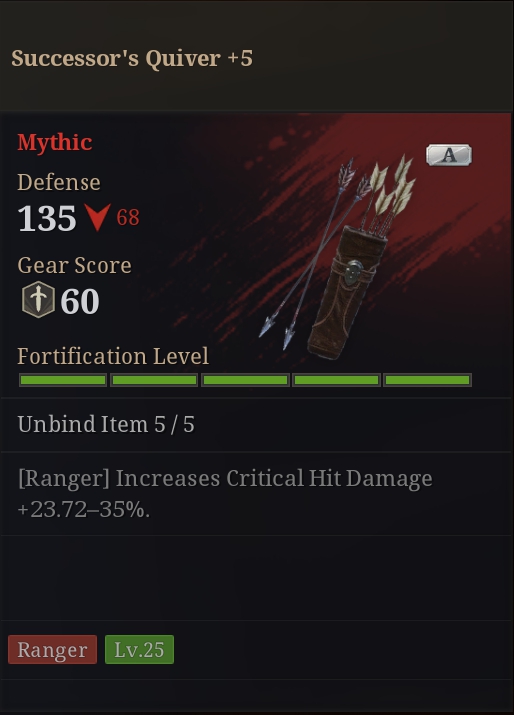 Successor's Quiver +5
Mythic
A
Defense
135 68
Gear Score
60
Fortification Level
Unbind Item 5 / 5
[Ranger] Increases Critical Hit Damage
+23.72–35%.
Ranger Lv.25